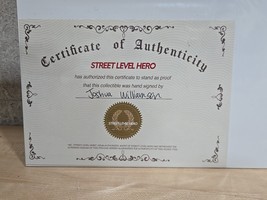 Certificate of Authenticity
STREET LEVEL HERO
has authorized this certificate to stand as proof
that this collectible was hand signed by
Joshua Williamson